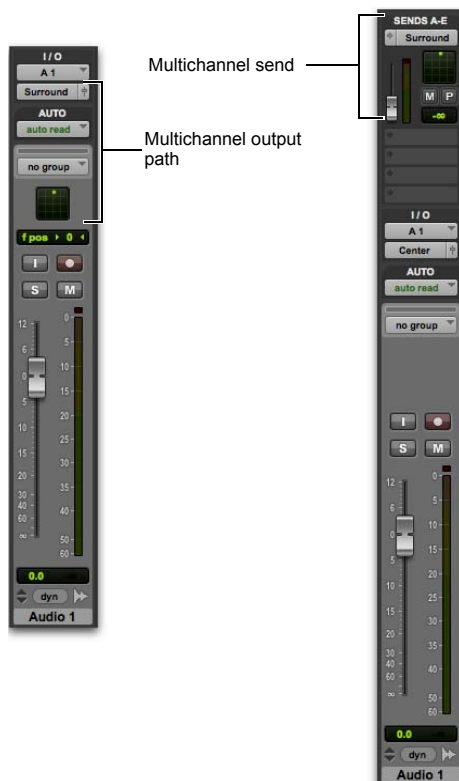 I / O
A 1
Surround
AUTO
auto read
no group
f pos 0
I
S M
12
6
0
5
10
15
20
30
40
60
∞
0
5
10
15
20
25
30
35
40
50
60
0.0
dyn
Audio 1
Multichannel send
Multichannel output
path
SENDS A-E
Surround
M P
-∞
I / O
A 1
Center
AUTO
auto read
no group
I
S M
12
6
0
5
10
15
20
30
40
60
∞
0
5
10
15
20
25
30
35
40
50
60
0.0
dyn
Audio 1